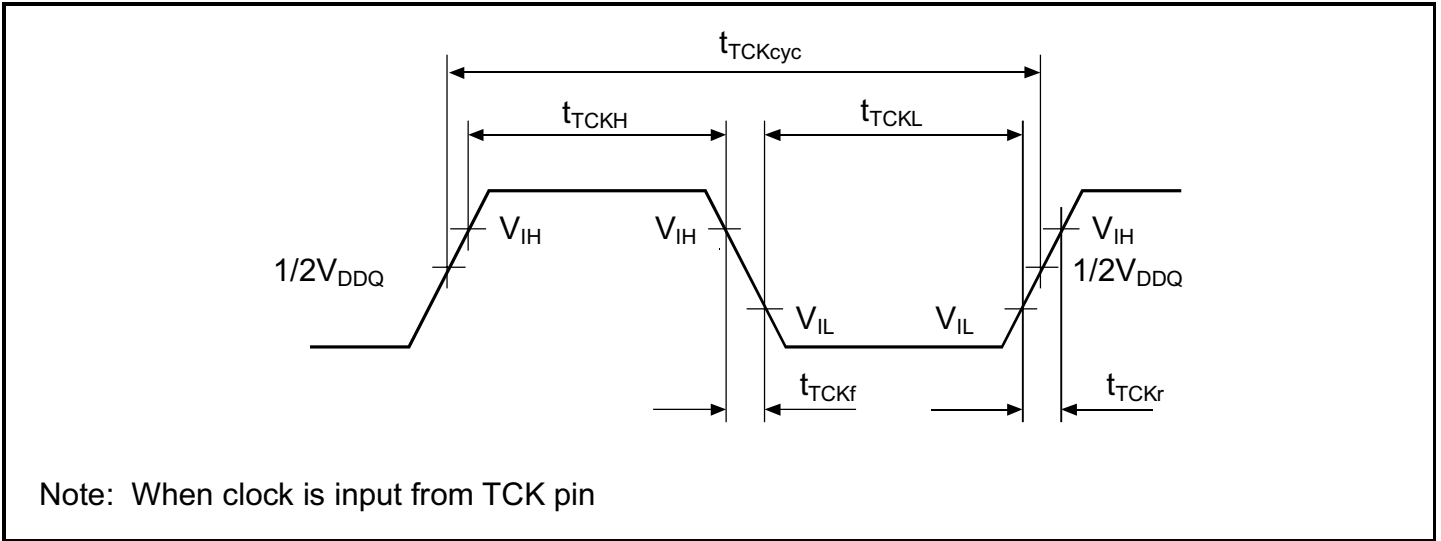 tTCKcyc
tTCKH
tTCKL
VIH
VIH
VIH
1/2VDDQ
1/2VDDQ
VIL
VIL
tTCKf
tTCKr
Note: When clock is input from TCK pin